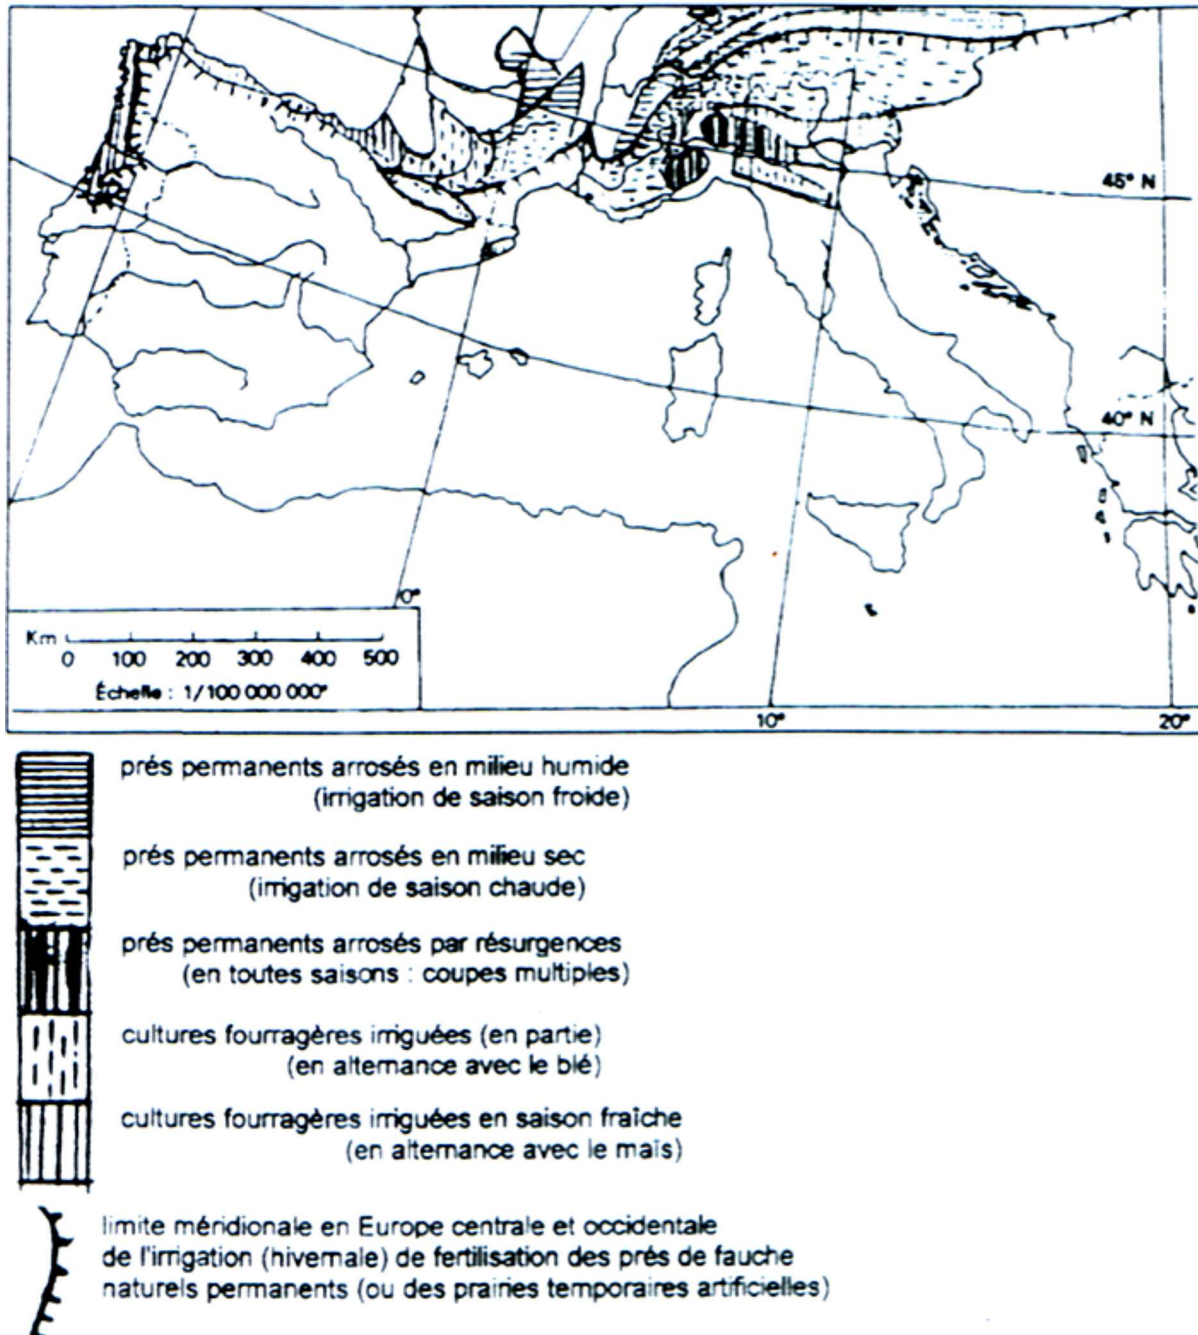 45° N
40° N
0°
Km
0 100 200 300 400 500
Échelle : 1/100 000 000°
10°
20°
prés permanents arrosés en milieu humide
(irrigation de saison froide)
prés permanents arrosés en milieu sec
(irrigation de saison chaude)
prés permanents arrosés par résurgences
(en toutes saisons : coupes multiples)
cultures fourragères irriguées (en partie)
(en alternance avec le blé)
cultures fourragères irriguées en saison fraîche
(en alternance avec le maïs)
limite méridionale en Europe centrale et occidentale
de l'irrigation (hivernale) de fertilisation des prés de fauche
naturels permanents (ou des prairies temporaires artificielles)